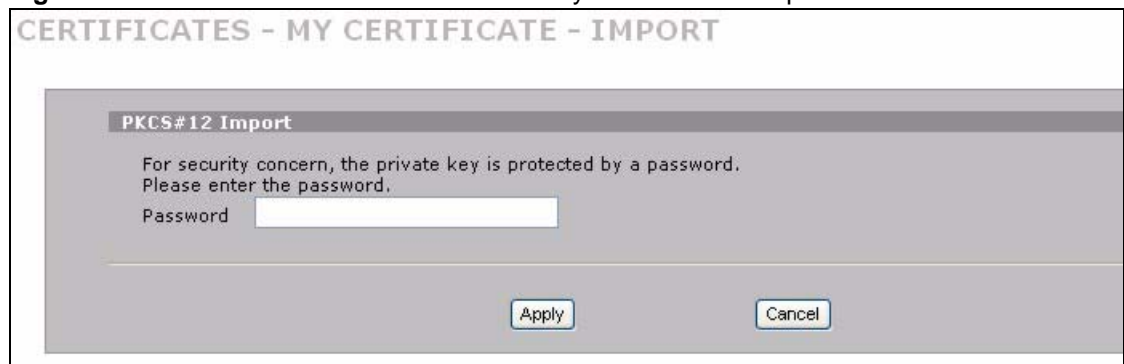 CERTIFICATES - MY CERTIFICATE - IMPORT
PKCS#12 Import
For security concern, the private key is protected by a password.
Please enter the password.
Password
Apply
Cancel